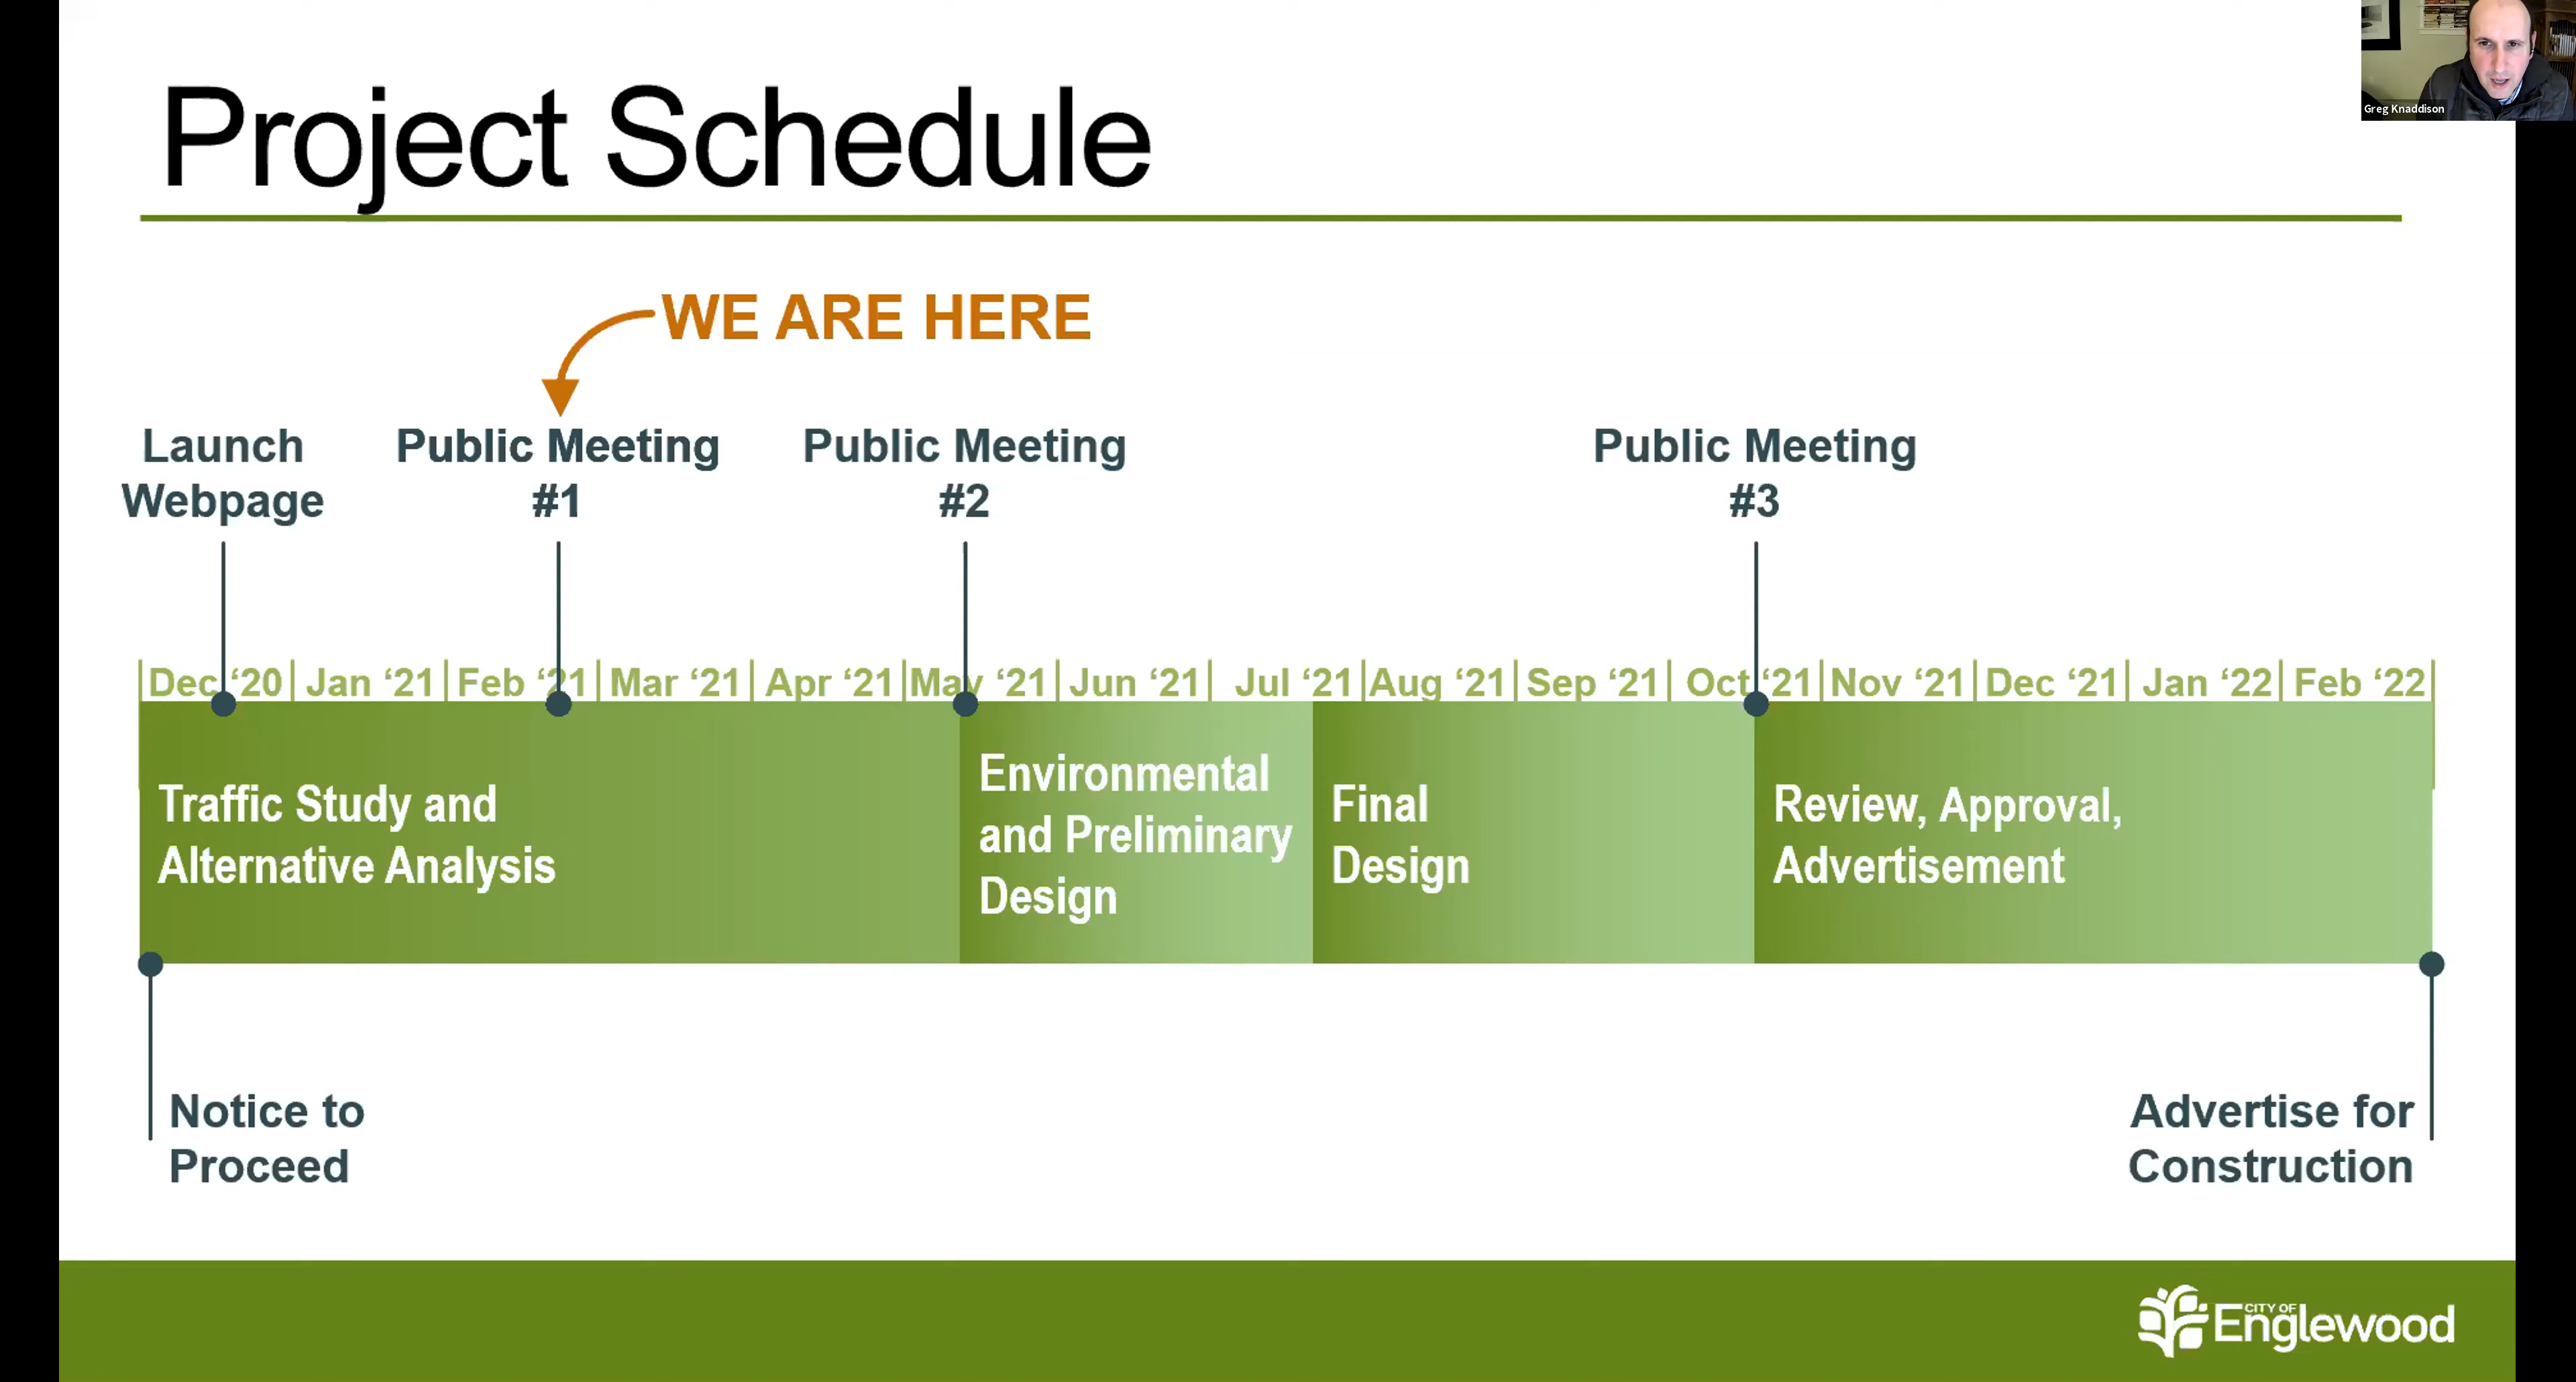 Project Schedule
Greg Knaddison
WE ARE HERE
Launch
Webpage
Public Meeting
#1
Public Meeting
#2
Public Meeting
#3
Dec ‘20 Jan ‘21 Feb ‘21 Mar ‘21 Apr ‘21 May ‘21 Jun ‘21 Jul ‘21 Aug ‘21 Sep ‘21 Oct ‘21 Nov ‘21 Dec ‘21 Jan ‘22 Feb ‘22
Traffic Study and
Alternative Analysis
Environmental
and Preliminary
Design
Final
Design
Review, Approval,
Advertisement
Notice to
Proceed
Advertise for
Construction
CITY OF
Englewood